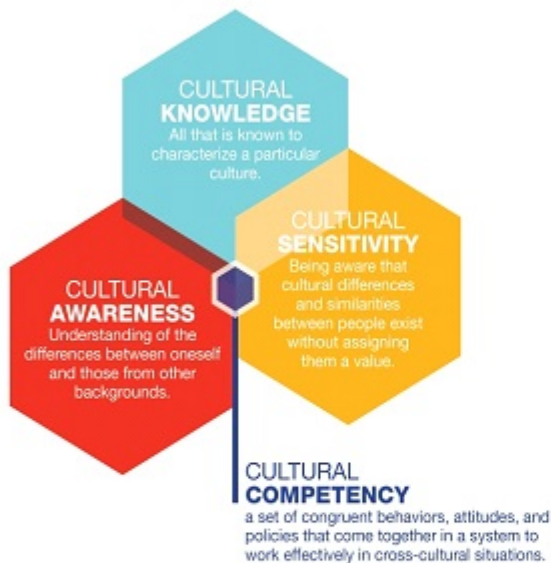 CULTURAL
KNOWLEDGE
All that is known to
characterize a particular
culture.
CULTURAL
SENSITIVITY
Being aware that
cultural differences
and similarities
between people exist
without assigning
them a value.
CULTURAL
AWARENESS
Understanding of the
differences between oneself
and those from other
backgrounds.
CULTURAL
COMPETENCY
a set of congruent behaviors, attitudes, and
policies that come together in a system to
work effectively in cross-cultural situations.